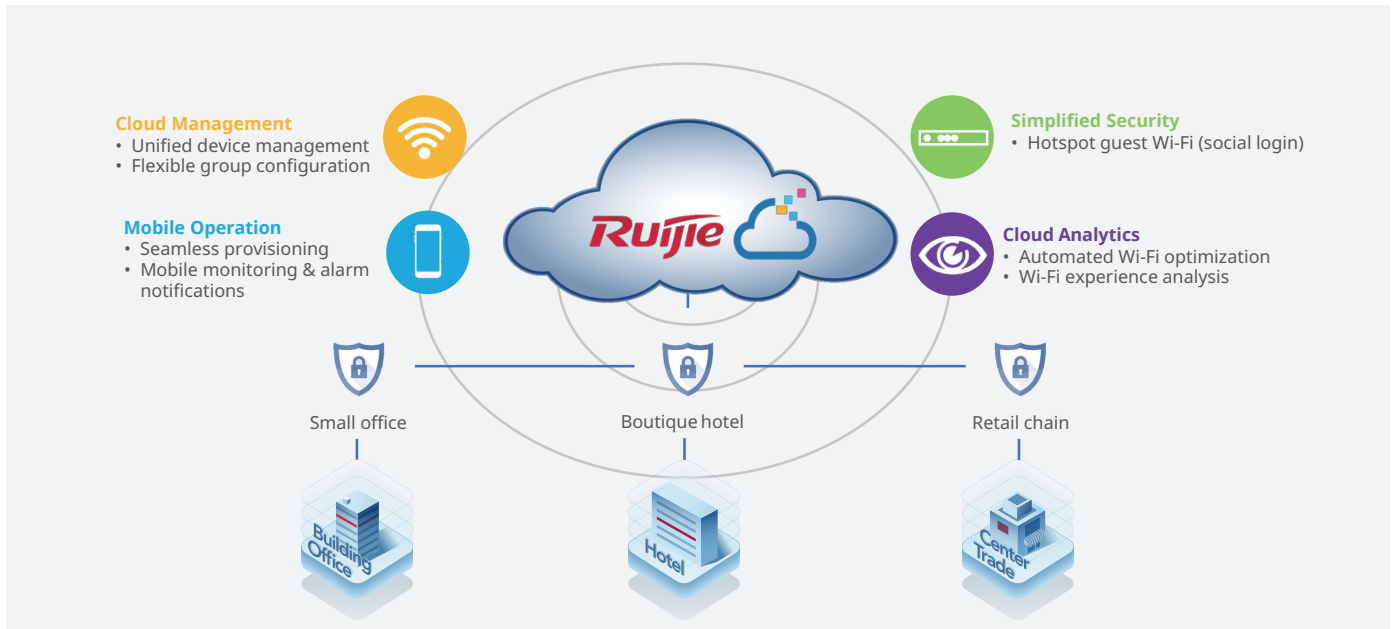 Cloud Management
• Unified device management
• Flexible group configuration
Mobile Operation
• Seamless provisioning
• Mobile monitoring & alarm
notifications
Ruijie
Simplified Security
• Hotspot guest Wi-Fi (social login)
Cloud Analytics
• Automated Wi-Fi optimization
• Wi-Fi experience analysis
Small office
Boutique hotel
Retail chain
Building
Office
Hotel
Center
Trade